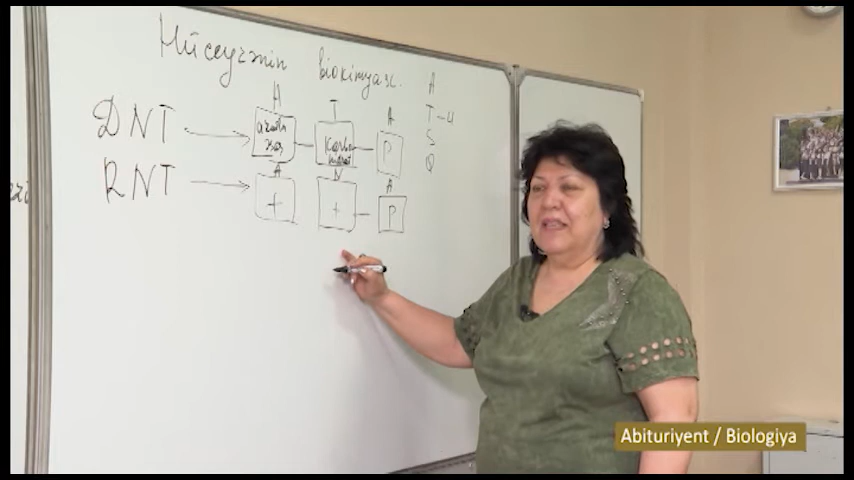 Hüceyrənin biokimyası.
H T A A
DNT azotlu əsas Karbohidrat P T-U
S
A N A Q
RNT + + P
Abituriyent / Biologiya